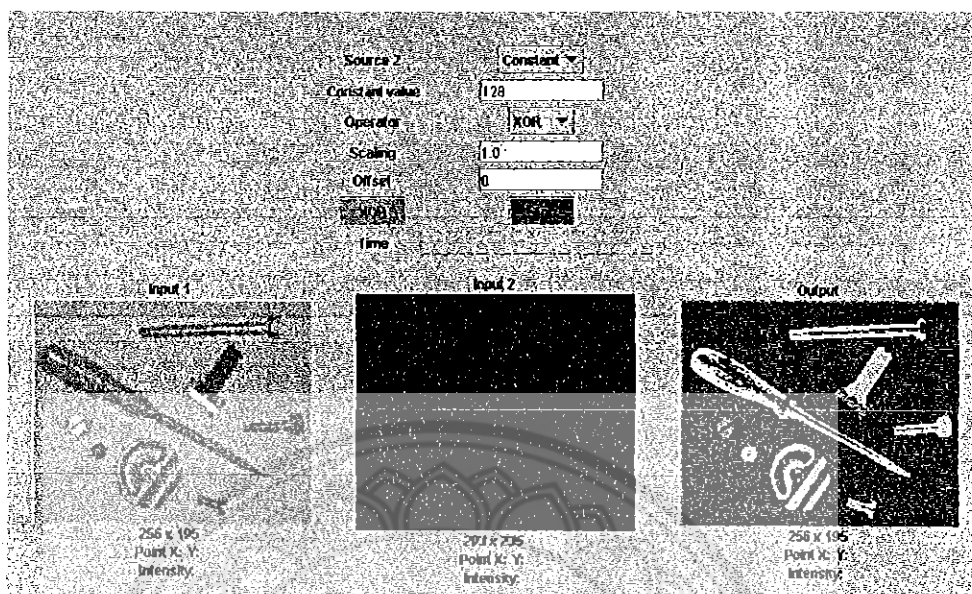 Source 2 Constant
Constant value 128
Operator XOR
Scaling 1.0
Offset 0
XOR
Time
Input 1 Input 2 Output
256 x 195 256 x 195
Point X: Y: Point X: Y: Point X: Y:
Intensity: Intensity: Intensity: